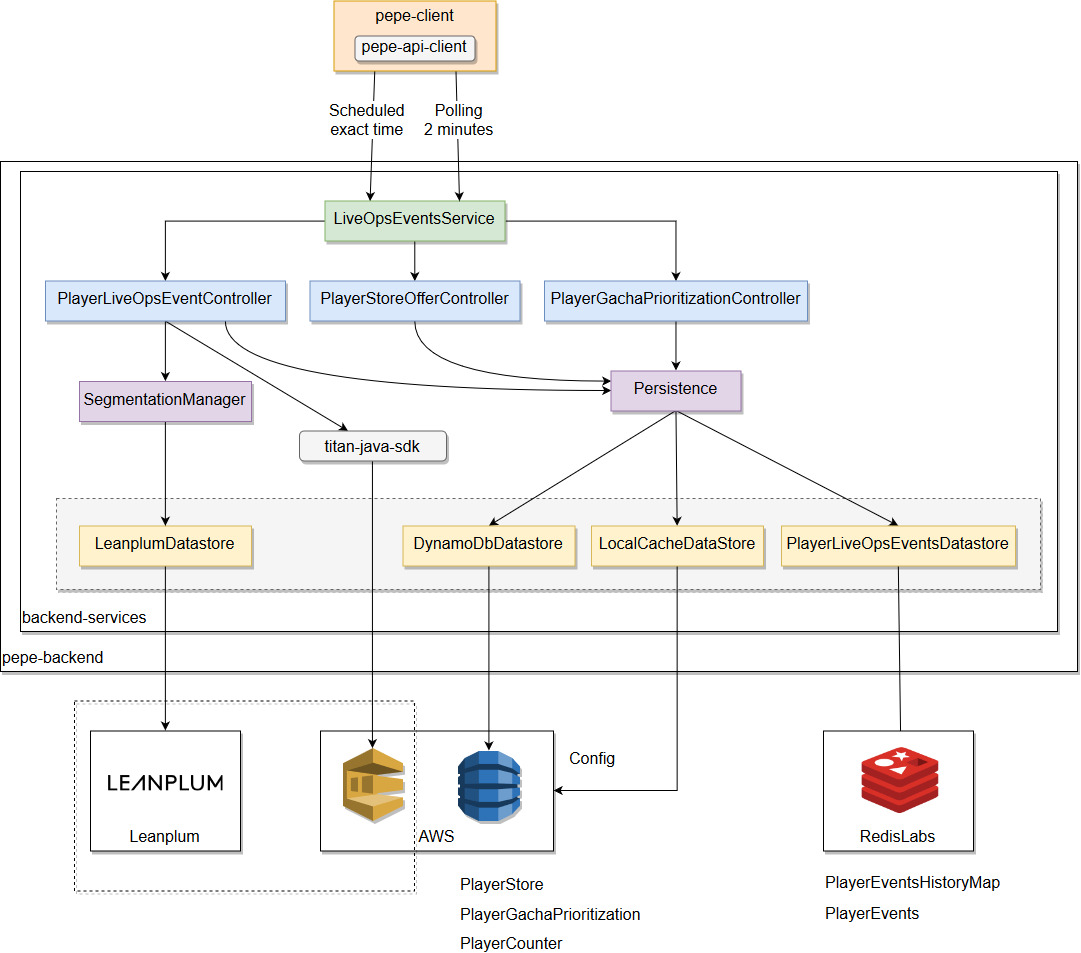 pepe-client
pepe-api-client
Scheduled
exact time
Polling
2 minutes
LiveOpsEventsService
PlayerLiveOpsEventController
PlayerStoreOfferController
PlayerGachaPrioritizationController
SegmentationManager
Persistence
titan-java-sdk
LeanplumDatastore
DynamoDbDatastore
LocalCacheDataStore
PlayerLiveOpsEventsDatastore
backend-services
pepe-backend
LEANPLUM
Leanplum
AWS
Config
RedisLabs
PlayerStore
PlayerGachaPrioritization
PlayerCounter
PlayerEventsHistoryMap
PlayerEvents